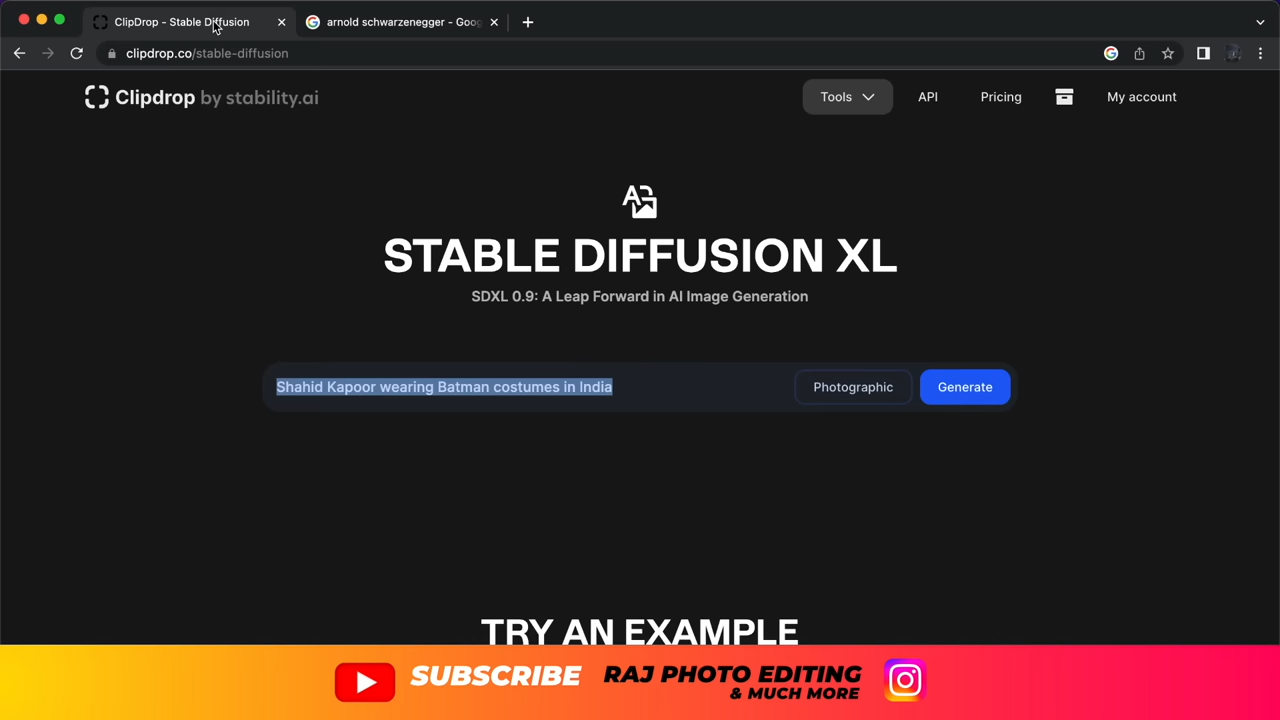 ClipDrop - Stable Diffusion
arnold schwarzenegger - Goog
clipdrop.co/stable-diffusion
Clipdrop by stability.ai
Tools
API
Pricing
My account
STABLE DIFFUSION XL
SDXL 0.9: A Leap Forward in AI Image Generation
Shahid Kapoor wearing Batman costumes in India
Photographic
Generate
TRY AN EXAMPLE
SUBSCRIBE
RAJ PHOTO EDITING
& MUCH MORE